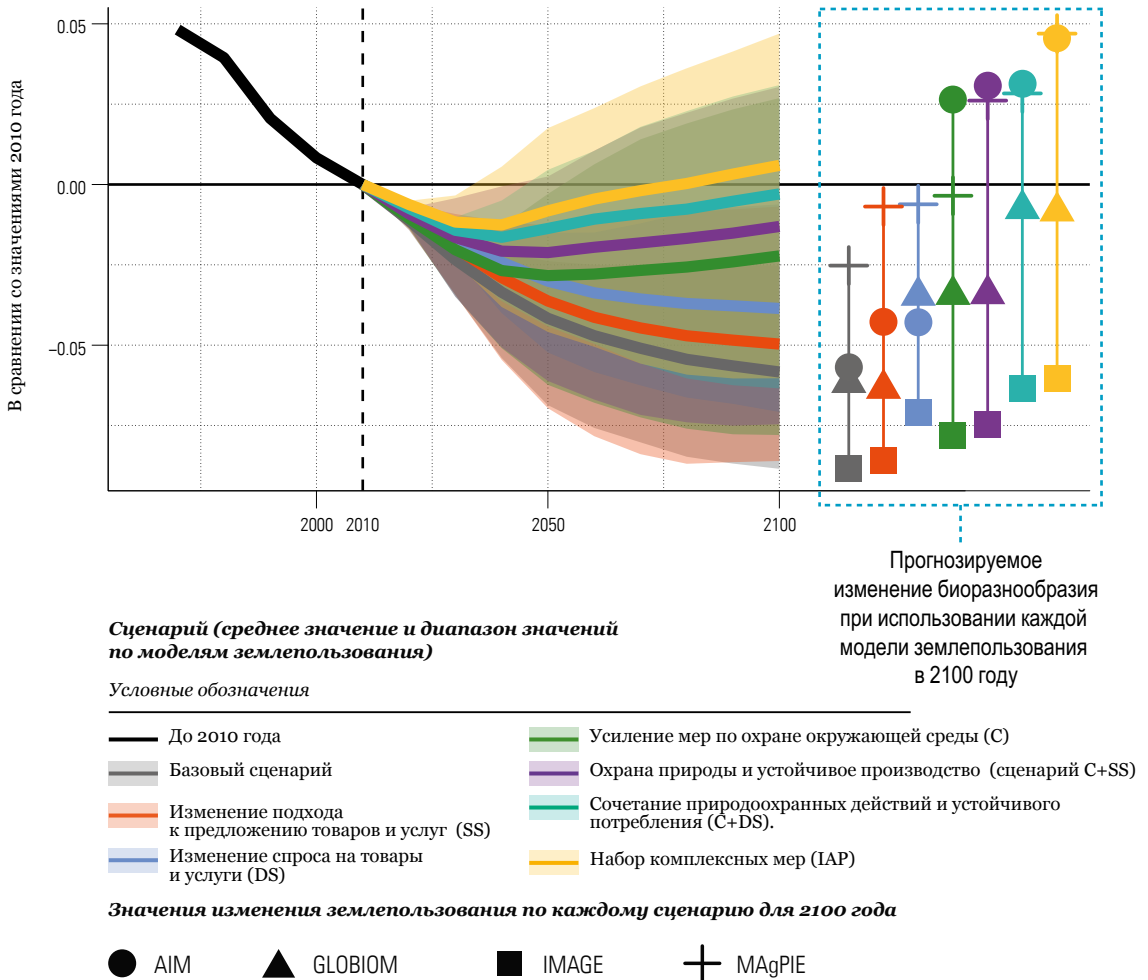 В сравнении со значениями 2010 года
0.05
0.00
–0.05
2000
2010
2050
2100
Прогнозируемое
изменение биоразнообразия
при использовании каждой
модели землепользования
в 2100 году
Сценарий (среднее значение и диапазон значений
по моделям землепользования)
Условные обозначения
До 2010 года
Базовый сценарий
Изменение подхода
к предложению товаров и услуг (SS)
Изменение спроса на товары
и услуги (DS)
Усиление мер по охране окружающей среды (C)
Охрана природы и устойчивое производство (сценарий C+SS)
Сочетание природоохранных действий и устойчивого
потребления (C+DS).
Набор комплексных мер (IAP)
Значения изменения землепользования по каждому сценарию для 2100 года
AIM
GLOBIOM
IMAGE
MAgPIE